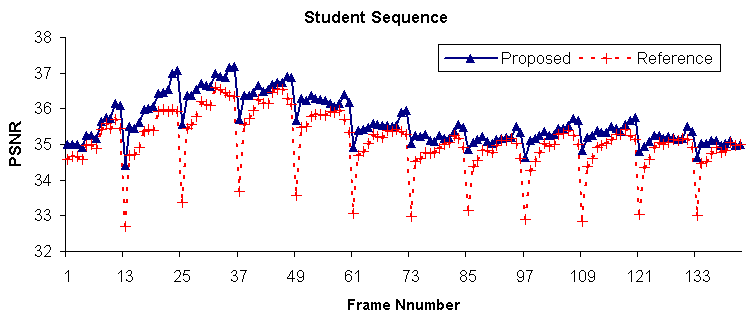 Student Sequence
Proposed Reference
PSNR
38
37
36
35
34
33
32
1 13 25 37 49 61 73 85 97 109 121 133
Frame Nnumber